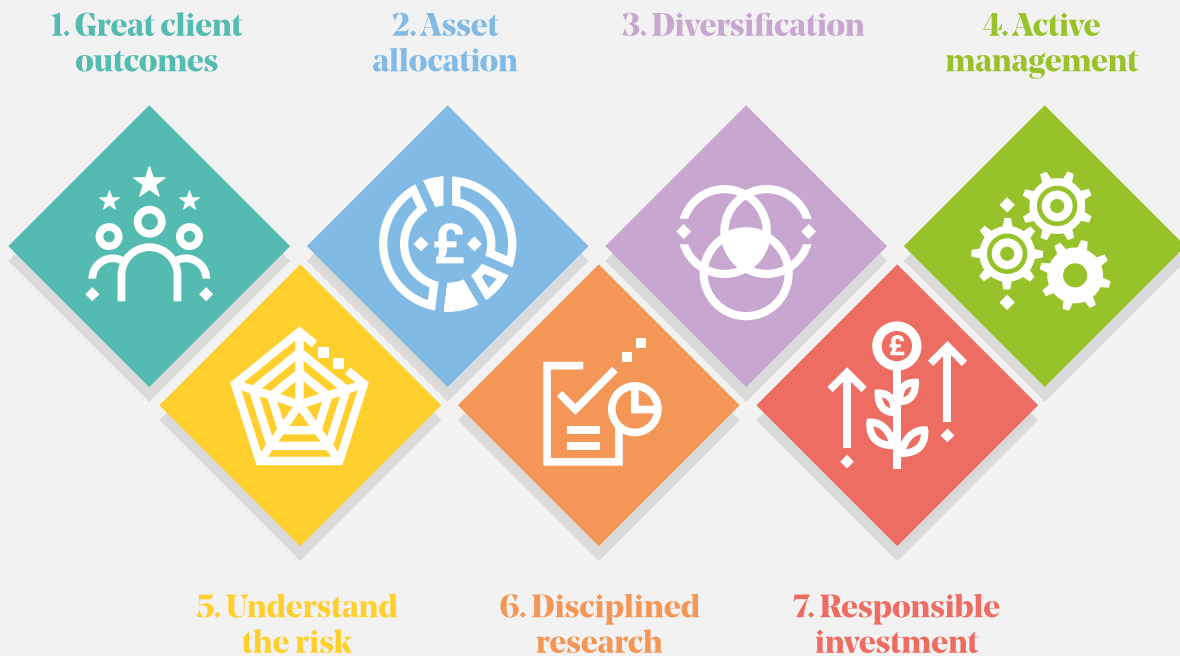 1. Great client
outcomes
2. Asset
allocation
3. Diversification
4. Active
management
£
£
5. Understand
the risk
6. Disciplined
research
7. Responsible
investment